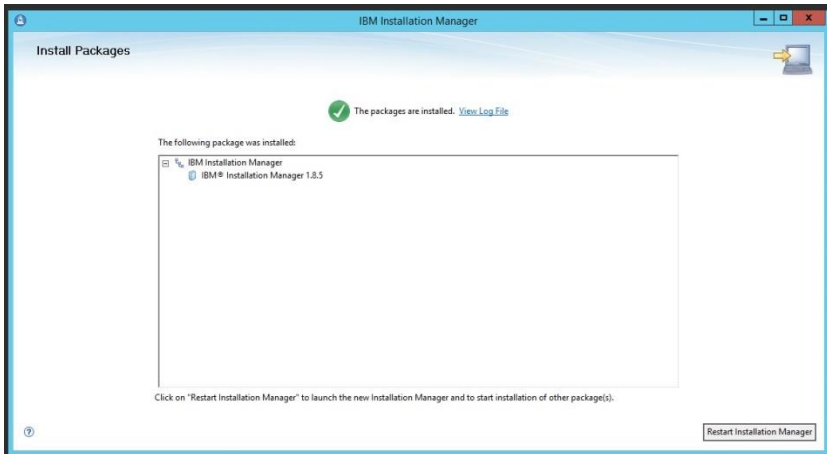 IBM Installation Manager
Install Packages
The packages are installed. View Log File
The following package was installed:
IBM Installation Manager
IBM® Installation Manager 1.8.5
Click on "Restart Installation Manager" to launch the new Installation Manager and to start installation of other package(s).
Restart Installation Manager